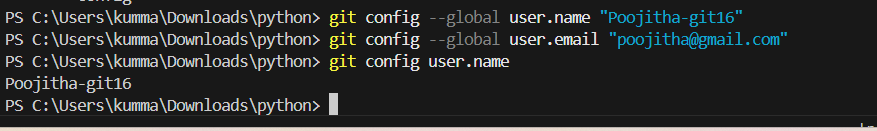 PS C:\Users\kumma\Downloads\python> git config --global user.name "Poojitha-git16"
PS C:\Users\kumma\Downloads\python> git config --global user.email "poojitha@gmail.com"
PS C:\Users\kumma\Downloads\python> git config user.name
Poojitha-git16
PS C:\Users\kumma\Downloads\python>